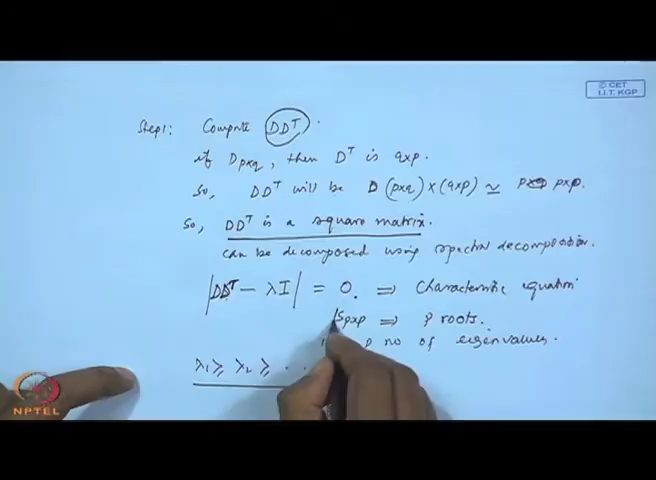 © CET
I.I.T. KGP
Step1: Compute DDᵀ.
if Dpxq, then Dᵀ is qxp.
So, DDᵀ will be D (pxq) x (qxp) ≃ pxp.
So, DDᵀ is a square matrix.
can be decomposed using spectral decomposition.
|DDᵀ - λI| = 0. ⇒ Characteristic equation
Spxp ⇒ p roots.
p no of eigenvalues.
λ₁ ≥ λ₂ ≥ . . .
NPTEL